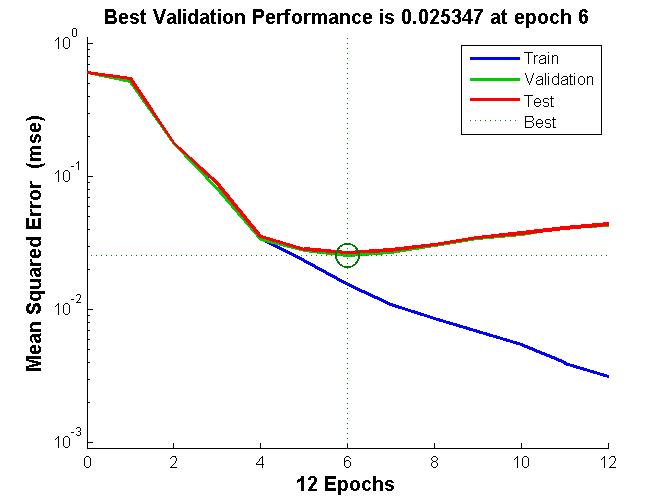 Best Validation Performance is 0.025347 at epoch 6
10^0
10^-1
10^-2
10^-3
Mean Squared Error (mse)
Train
Validation
Test
Best
0 2 4 6 8 10 12
12 Epochs